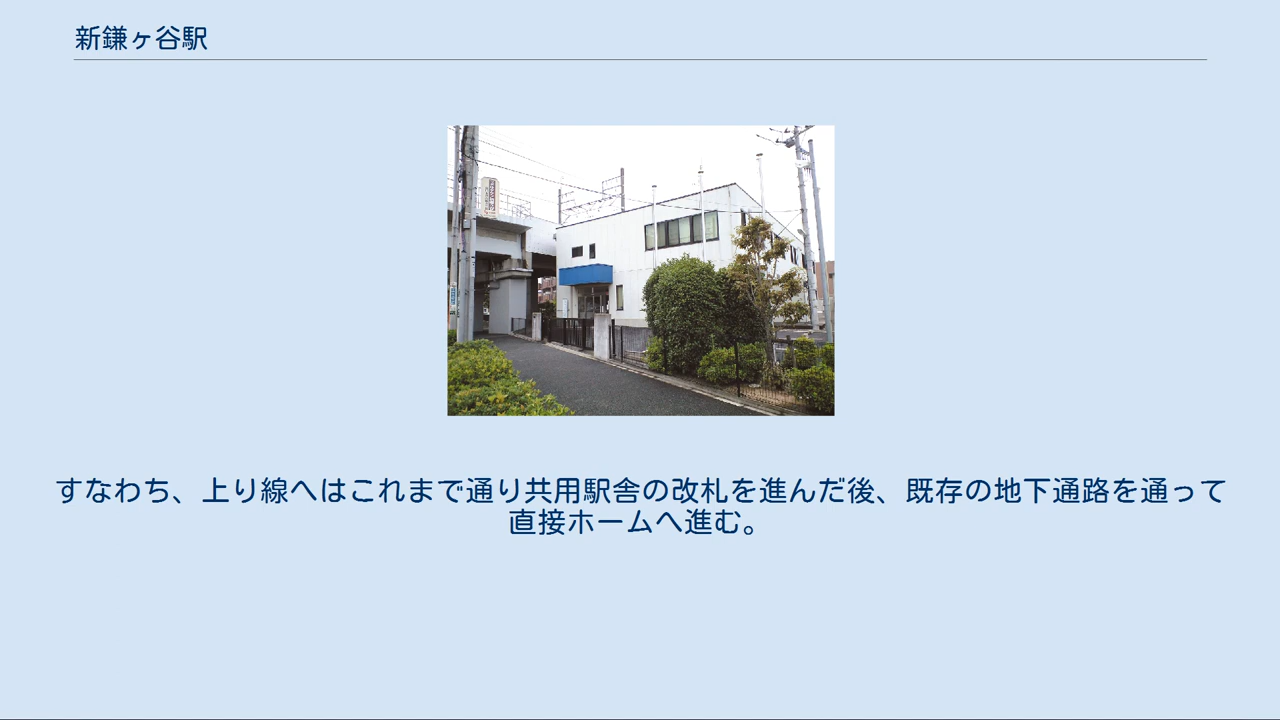 新鎌ヶ谷駅
すなわち、上り線へはこれまで通り共用駅舎の改札を進んだ後、既存の地下通路を通って
直接ホームへ進む。